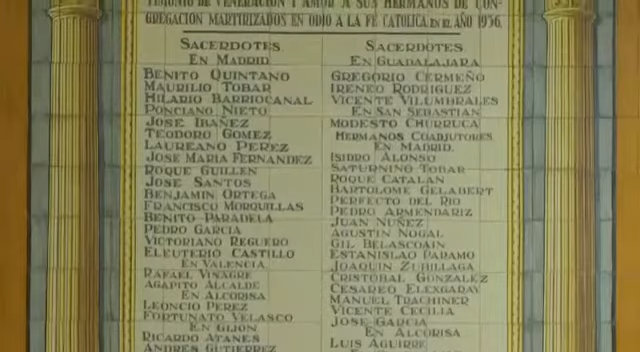 TIMONIO DE VENERACION Y AMOR A SUS HERMANOS DE CON-
GREGACION MARTIRIZADOS EN ODIO A LA FE CATOLICA EN EL AÑO 1936.
SACERDOTES
EN MADRID
BENITO QUINTANO
MAURILIO TOBAR
HILARIO BARRIOCANAL
PONCIANO NIETO
JOSE IBAÑEZ
TEODORO GOMEZ
LAUREANO PEREZ
JOSE MARIA FERNANDEZ
ROQUE GUILLEN
JOSE SANTOS
BENJAMIN ORTEGA
FRANCISCO MORQUILLAS
BENITO PARADELA
PEDRO GARCIA
VICTORIANO REGUERO
ELEUTERIO CASTILLO
EN VALENCIA
RAFAEL VINAGRE
AGAPITO ALCALDE
EN ALCORISA
LEONCIO PEREZ
FORTUNATO VELASCO
EN GIJON
RICARDO ATANES
ANDRES GUTIERREZ
SACERDOTES
EN GUADALAJARA
GREGORIO CERMEÑO
IRENEO RODRIGUEZ
VICENTE VILUMBRALES
EN SAN SEBASTIAN
MODESTO CHURRUCA
HERMANOS COADJUTORES
EN MADRID
ISIDRO ALONSO
SATURNINO TOBAR
ROQUE CATALAN
BARTOLOME GELABERT
PERFECTO DEL RIO
PEDRO ARMENDARIZ
JUAN NUÑEZ
AGUSTIN NOGAL
GIL BELASCOAIN
ESTANISLAO PARAMO
JOAQUIN ZUBILLAGA
CRISTOBAL GONZALEZ
CESAREO ELEXGARAY
MANUEL TRACHINER
VICENTE CECILIA
JOSE GARCIA
EN ALCORISA
LUIS AGUIRRE